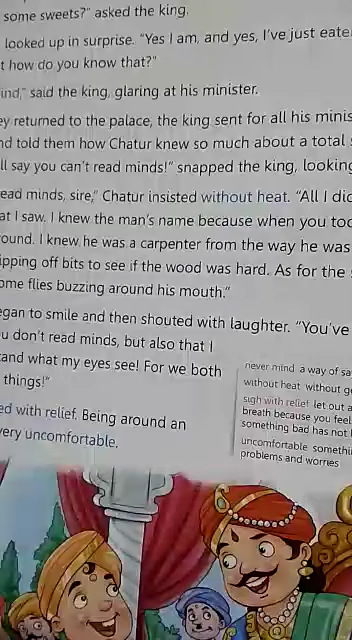 some sweets?" asked the king.
looked up in surprise. "Yes I am, and yes, I've just eate
t how do you know that?"
ind," said the king, glaring at his minister.
ey returned to the palace, the king sent for all his minis
nd told them how Chatur knew so much about a total
ll say you can't read minds!" snapped the king, looking
ead minds, sire," Chatur insisted without heat. "All I dic
at I saw. I knew the man's name because when you too
ound. I knew he was a carpenter from the way he was
ipping off bits to see if the wood was hard. As for the
ome flies buzzing around his mouth."
egan to smile and then shouted with laughter. "You've
u don't read minds, but also that I
and what my eyes see! For we both
things!"
ed with relief. Being around an
very uncomfortable.
never mind a way of sa
without heat without g
sigh with relief let out a
breath because you feel
something bad has not
uncomfortable somethi
problems and worries